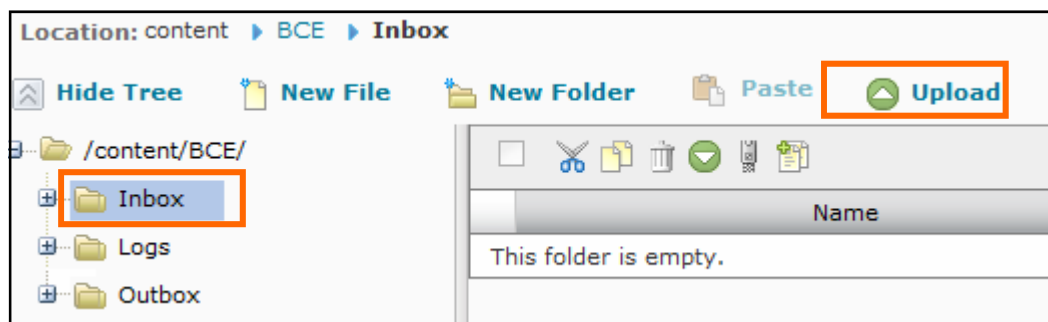 Location: content BCE Inbox
Hide Tree New File New Folder Paste Upload
/content/BCE/
Inbox
Logs
Outbox
Name
This folder is empty.